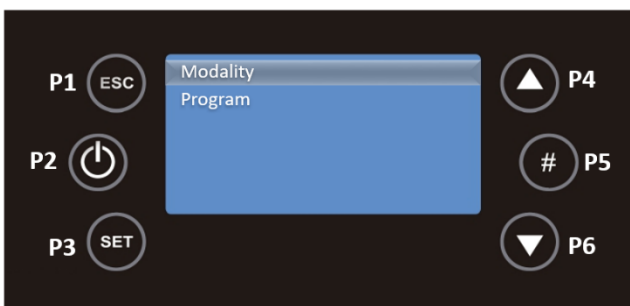 P1 ESC
Modality
Program
P4
P2
# P5
P3 SET
P6